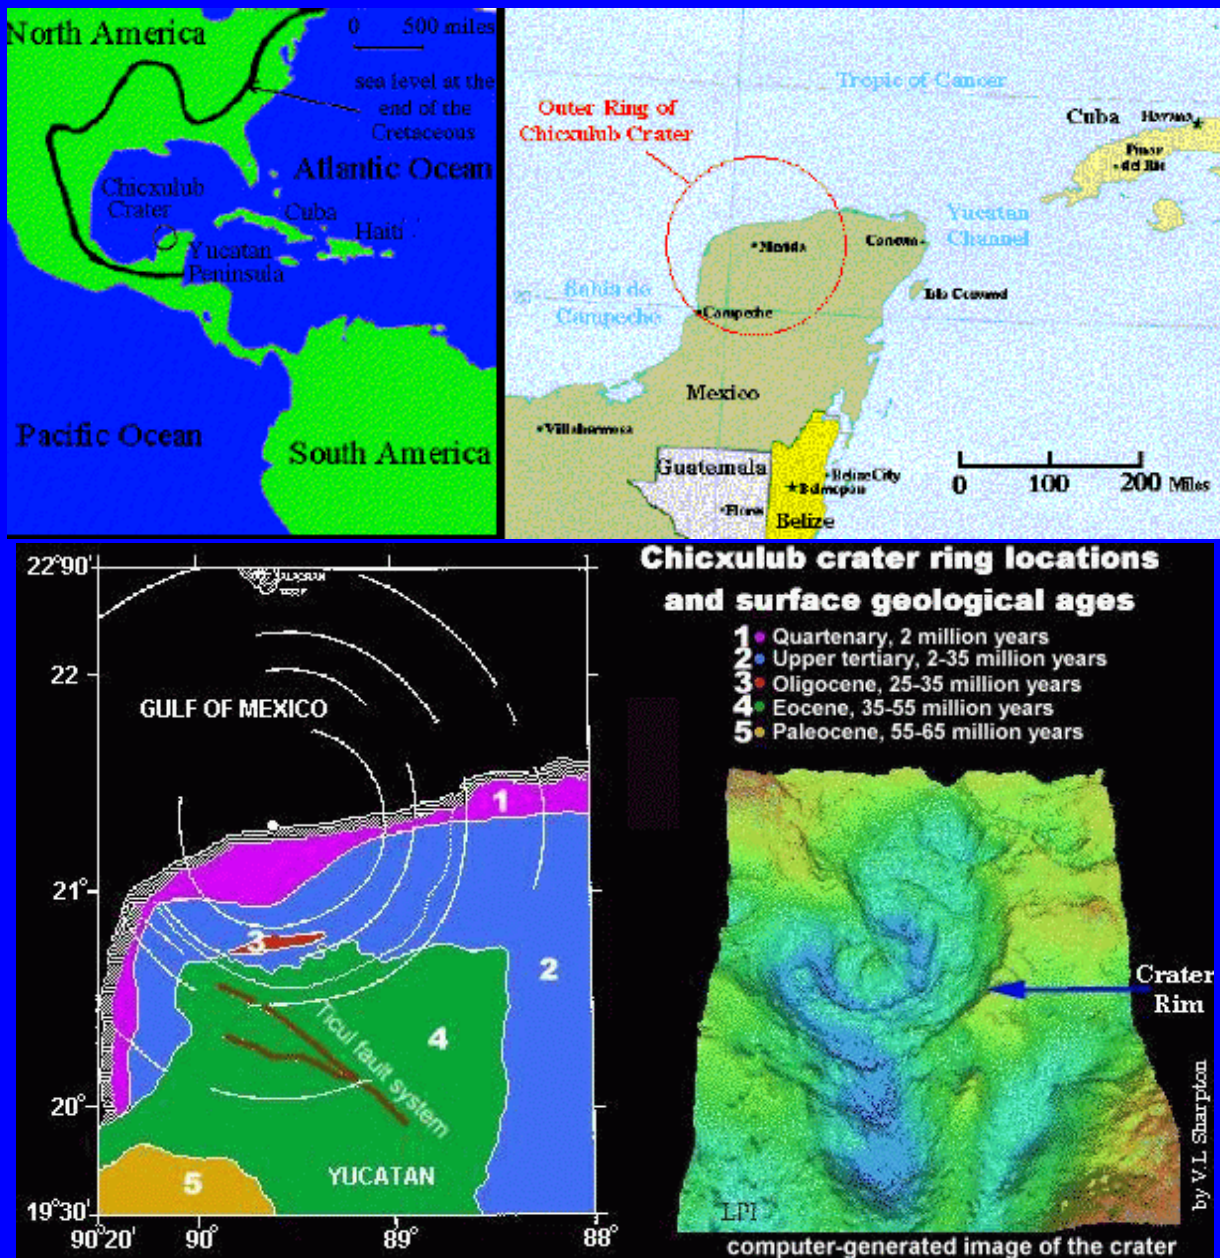 North America
0 500 miles
sea level at the
end of the
Cretaceous
Atlantic Ocean
Chicxulub
Crater
Cuba
Haiti
Yucatan
Peninsula
Pacific Ocean
South America
Tropic of Cancer
Outer Ring of
Chicxulub Crater
Cuba
Havana
Pinar
del Rio
Yucatan
Channel
Merida
Cancun
Bahia de
Campeche
Campeche
Isla Cozumel
Mexico
Villahermosa
Guatemala
Flores
Belize City
Belmopan
Belize
0 100 200 Miles
22°90'
22
21
20°
19°30'
90°20' 90° 89° 88°
ALACRAN
REEF
GULF OF MEXICO
1
2
3
4
5
Ticul fault system
YUCATAN
Chicxulub crater ring locations
and surface geological ages
1 Quartenary, 2 million years
2 Upper tertiary, 2-35 million years
3 Oligocene, 25-35 million years
4 Eocene, 35-55 million years
5 Paleocene, 55-65 million years
Crater
Rim
by V.L Sharpton
LPI
computer-generated image of the crater